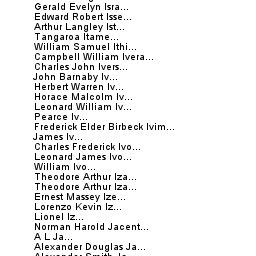 Gerald Evelyn Isra...
Edward Robert Isse...
Arthur Langley Ist...
Tangaroa Itame...
William Samuel Ithi...
Campbell William Ivera...
Charles John Ivers...
John Barnaby Iv...
Herbert Warren Iv...
Horace Malcolm Iv...
Leonard William Iv...
Pearce Iv...
Frederick Elder Birbeck Ivim...
James Iv...
Charles Frederick Ivo...
Leonard James Ivo...
William Ivo...
Theodore Arthur Iza...
Theodore Arthur Iza...
Ernest Massey Ize...
Lorenzo Kevin Iz...
Lionel Iz...
Norman Harold Jacent...
A L Ja...
Alexander Douglas Ja...
Alexander Smith Ja...